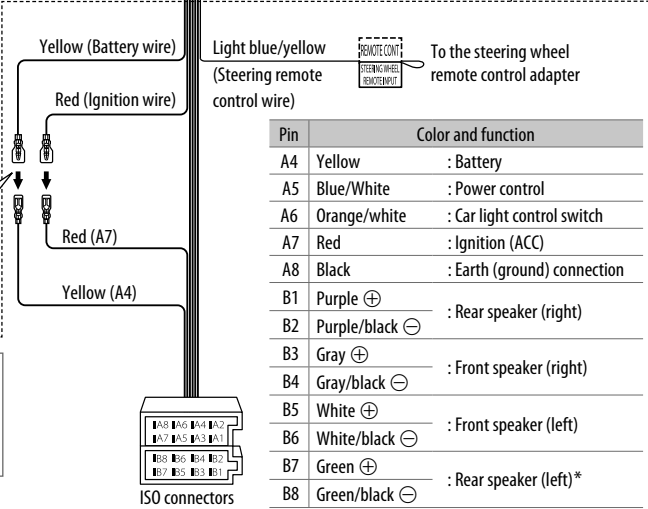 Yellow (Battery wire)
Light blue/yellow
(Steering remote
control wire)
REMOTE CONT
STEERING WHEEL
REMOTE INPUT
To the steering wheel
remote control adapter
Red (Ignition wire)
Red (A7)
Yellow (A4)
A8 A6 A4 A2
A7 A5 A3 A1
B8 B6 B4 B2
B7 B5 B3 B1
ISO connectors
Pin Color and function
A4 Yellow : Battery
A5 Blue/White : Power control
A6 Orange/white : Car light control switch
A7 Red : Ignition (ACC)
A8 Black : Earth (ground) connection
B1 Purple ⊕ : Rear speaker (right)
B2 Purple/black ⊖
B3 Gray ⊕ : Front speaker (right)
B4 Gray/black ⊖
B5 White ⊕ : Front speaker (left)
B6 White/black ⊖
B7 Green ⊕ : Rear speaker (left)*
B8 Green/black ⊖